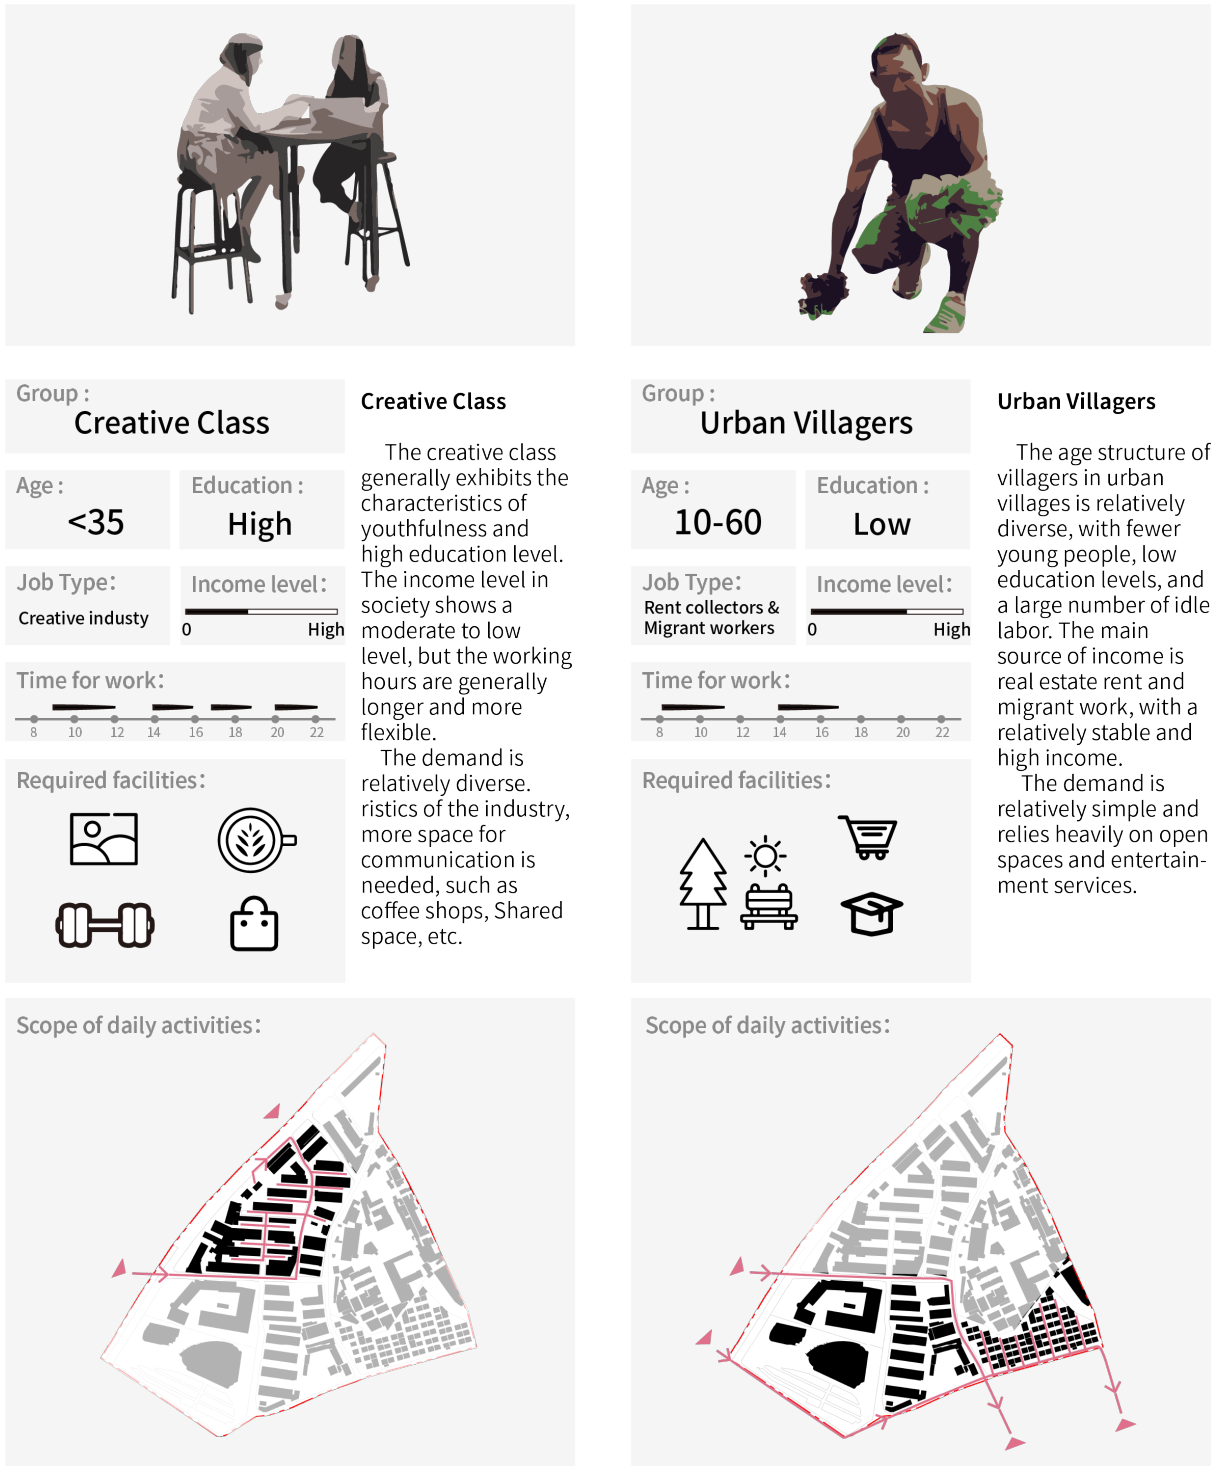 Group :
Creative Class
Age :
<35
Education :
High
Job Type:
Creative industy
Income level:
0 High
Time for work:
8 10 12 14 16 18 20 22
Required facilities:
Creative Class
The creative class
generally exhibits the
characteristics of
youthfulness and
high education level.
The income level in
society shows a
moderate to low
level, but the working
hours are generally
longer and more
flexible.
The demand is
relatively diverse.
ristics of the industry,
more space for
communication is
needed, such as
coffee shops, Shared
space, etc.
Scope of daily activities:
Group :
Urban Villagers
Age :
10-60
Education :
Low
Job Type:
Rent collectors &
Migrant workers
Income level:
0 High
Time for work:
8 10 12 14 16 18 20 22
Required facilities:
Urban Villagers
The age structure of
villagers in urban
villages is relatively
diverse, with fewer
young people, low
education levels, and
a large number of idle
labor. The main
source of income is
real estate rent and
migrant work, with a
relatively stable and
high income.
The demand is
relatively simple and
relies heavily on open
spaces and entertain-
ment services.
Scope of daily activities: